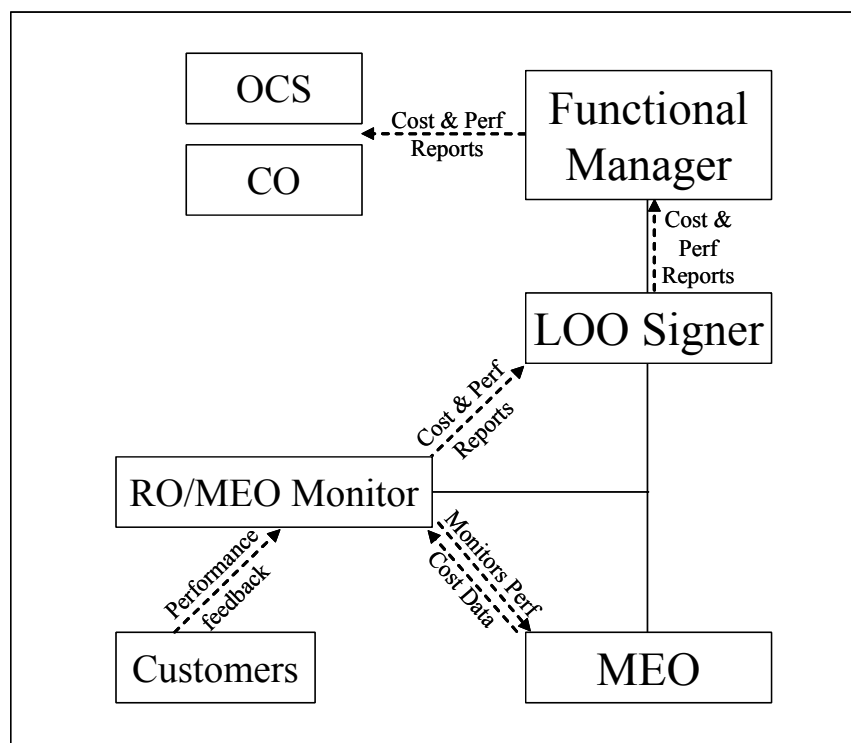 OCS
CO
Cost & Perf
Reports
Functional
Manager
Cost &
Perf
Reports
LOO Signer
Cost & Perf
Reports
RO/MEO Monitor
Performance
feedback
Monitors Perf
Cost Data
Customers
MEO